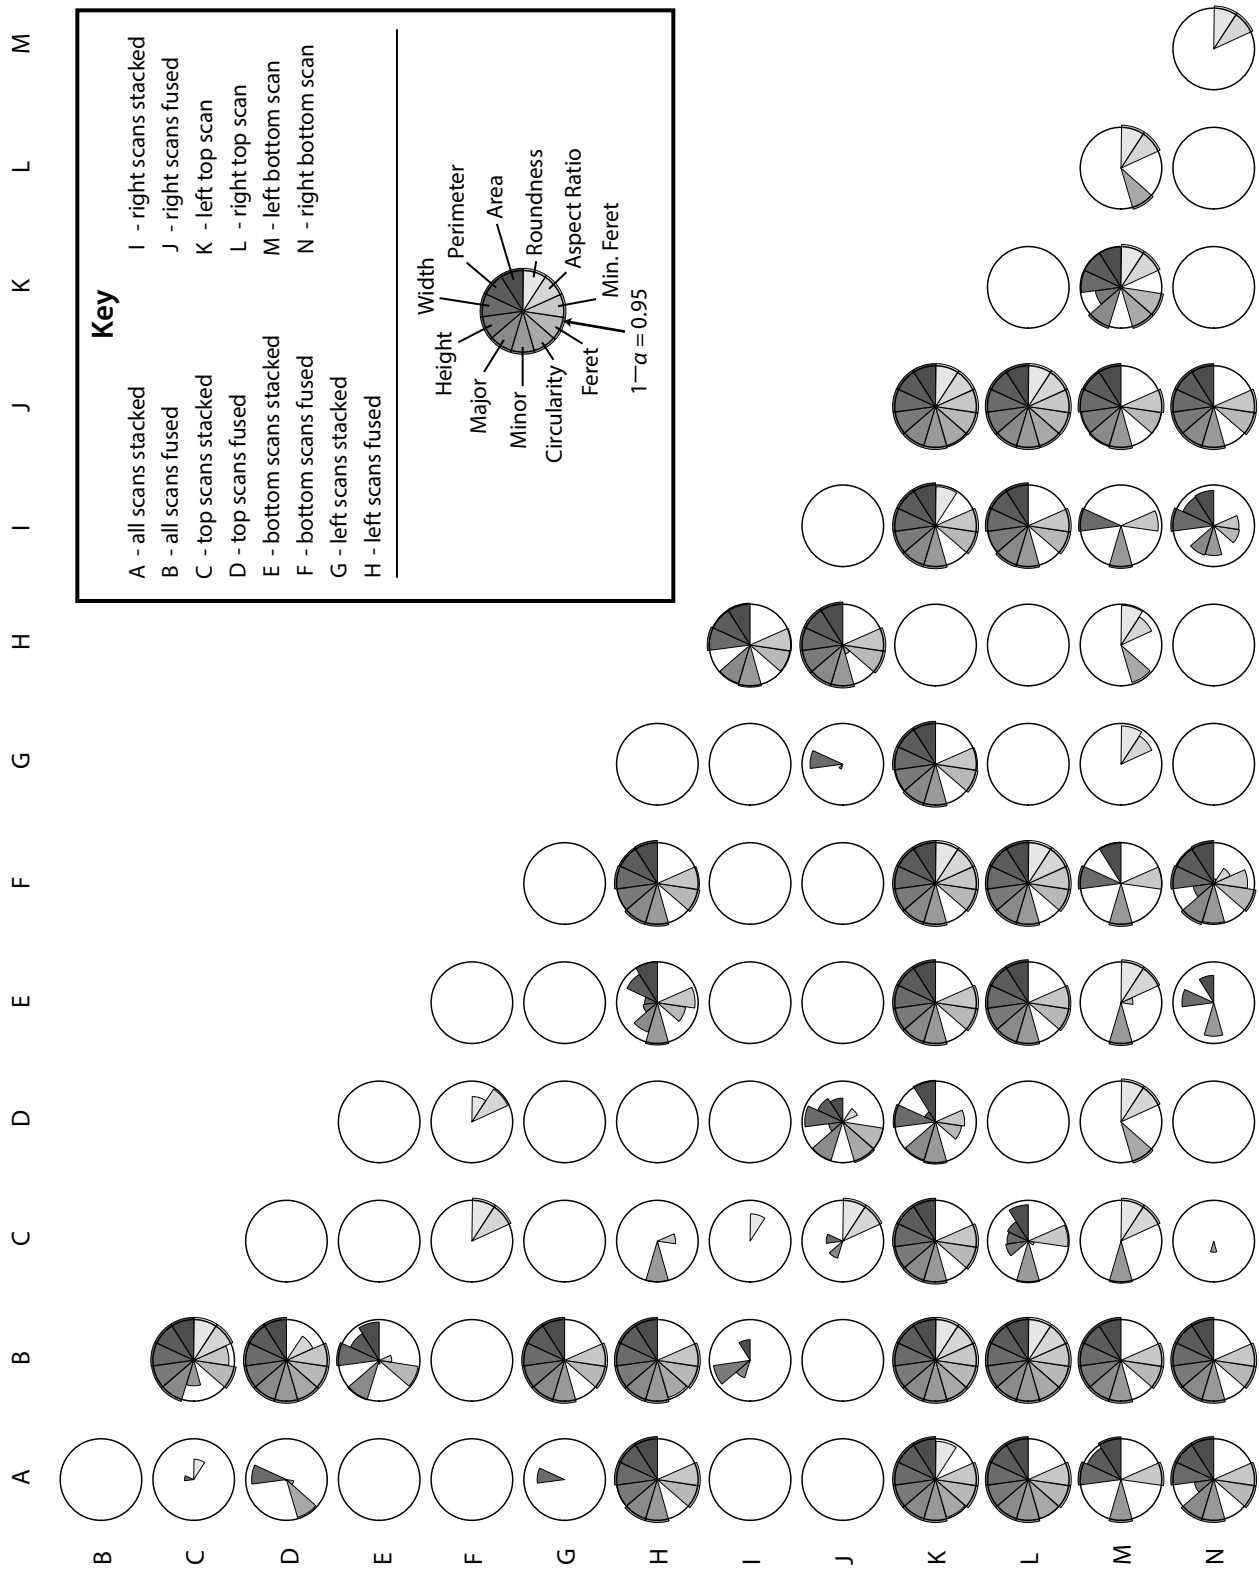 Key
A - all scans stacked
B - all scans fused
C - top scans stacked
D - top scans fused
E - bottom scans stacked
F - bottom scans fused
G - left scans stacked
H - left scans fused
I - right scans stacked
J - right scans fused
K - left top scan
L - right top scan
M - left bottom scan
N - right bottom scan
Height
Width
Perimeter
Area
Roundness
Aspect Ratio
Min. Feret
Feret
Circularity
Minor
Major
1−α = 0.95
A
B
C
D
E
F
G
H
I
J
K
L
M
B
C
D
E
F
G
H
I
J
K
L
M
N